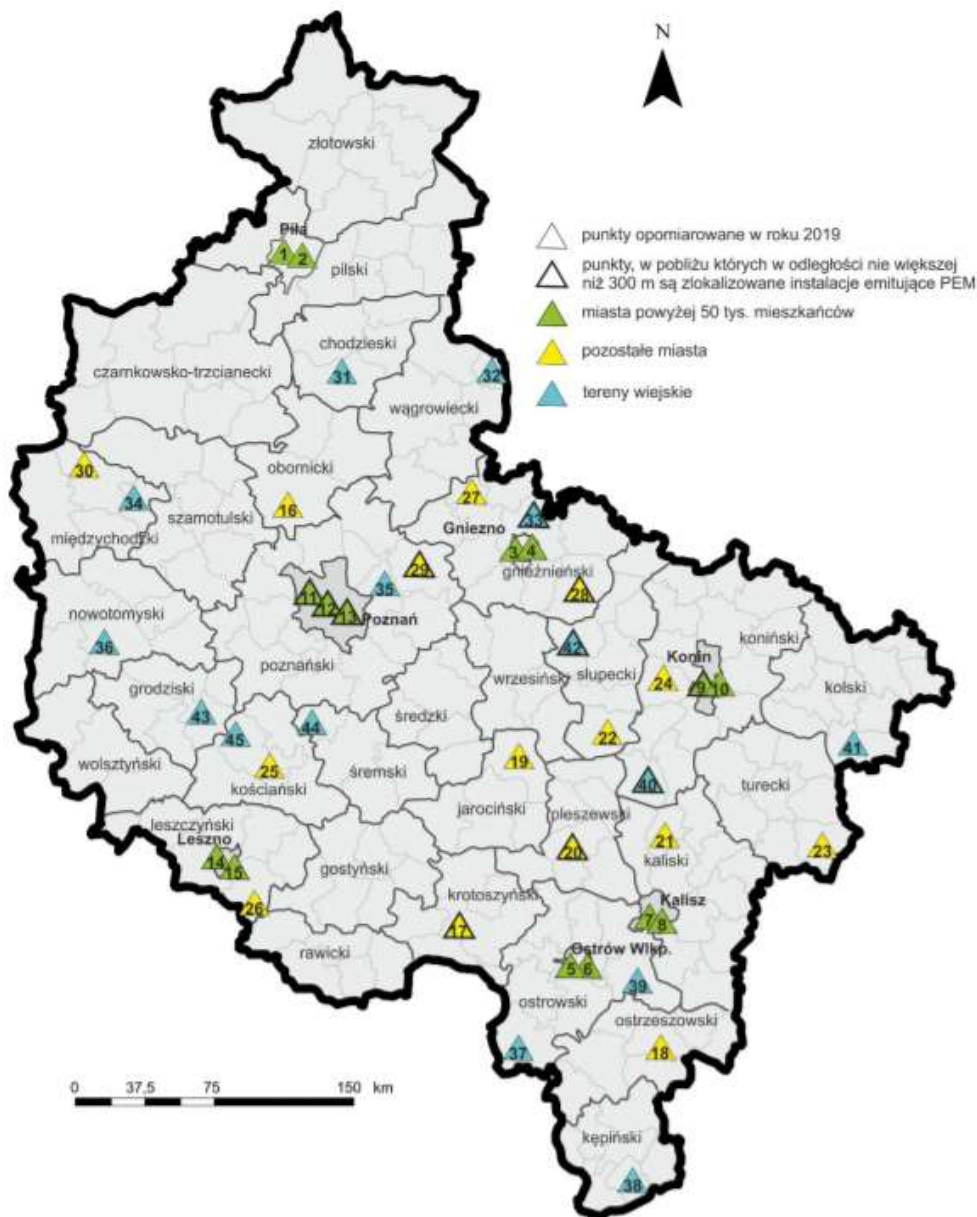 N
złotowski
Piła
1
2
pilski
punkty opomiarowane w roku 2019
punkty, w pobliżu których w odległości nie większej
niż 300 m są zlokalizowane instalacje emitujące PEM
miasta powyżej 50 tys. mieszkańców
pozostałe miasta
tereny wiejskie
chodzieski
31
32
czarnkowsko-trzcianecki
wągrowiecki
30
34
obornicki
16
27
33
szamotulski
międzychodzki
Gniezno
3
4
gnieźnieński
29
28
11
12
13
35
Poznań
nowotomyski
36
42
koniński
Konin
poznański
wrzesiński
słupecki
24
9
10
kolski
grodziski
43
44
45
średzki
22
41
wolsztyński
25
kościański
śremski
19
jarociński
40
turecki
pleszewski
leszczyński
Leszno
14
15
20
21
kaliski
23
gostyński
26
krotoszyński
17
Kalisz
7
8
rawicki
Ostrów Wlkp.
5
6
39
ostrowski
ostrzeszowski
37
18
0 37,5 75 150 km
kępiński
38